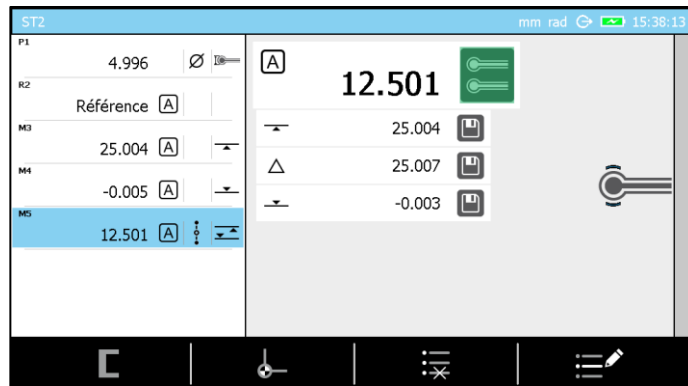 ST2
mm rad 15:38:13
P1
4.996 Ø
R2
Référence A
M3
25.004 A
M4
-0.005 A
M5
12.501 A
A
12.501
25.004
25.007
-0.003